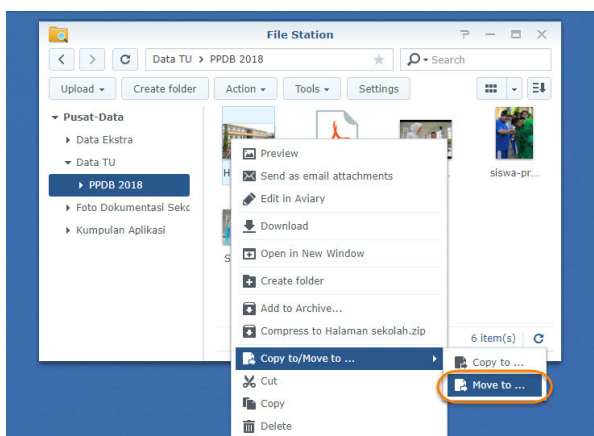 File Station
Data TU > PPDB 2018
Search
Upload
Create folder
Action
Tools
Settings
Pusat-Data
Data Ekstra
Data TU
PPDB 2018
Foto Dokumentasi Sekc
Kumpulan Aplikasi
siswa-pr...
H
S
Preview
Send as email attachments
Edit in Aviary
Download
Open in New Window
Create folder
Add to Archive...
Compress to Halaman sekolah.zip
Copy to/Move to ...
Cut
Copy
Delete
Copy to ...
Move to ...
6 item(s)